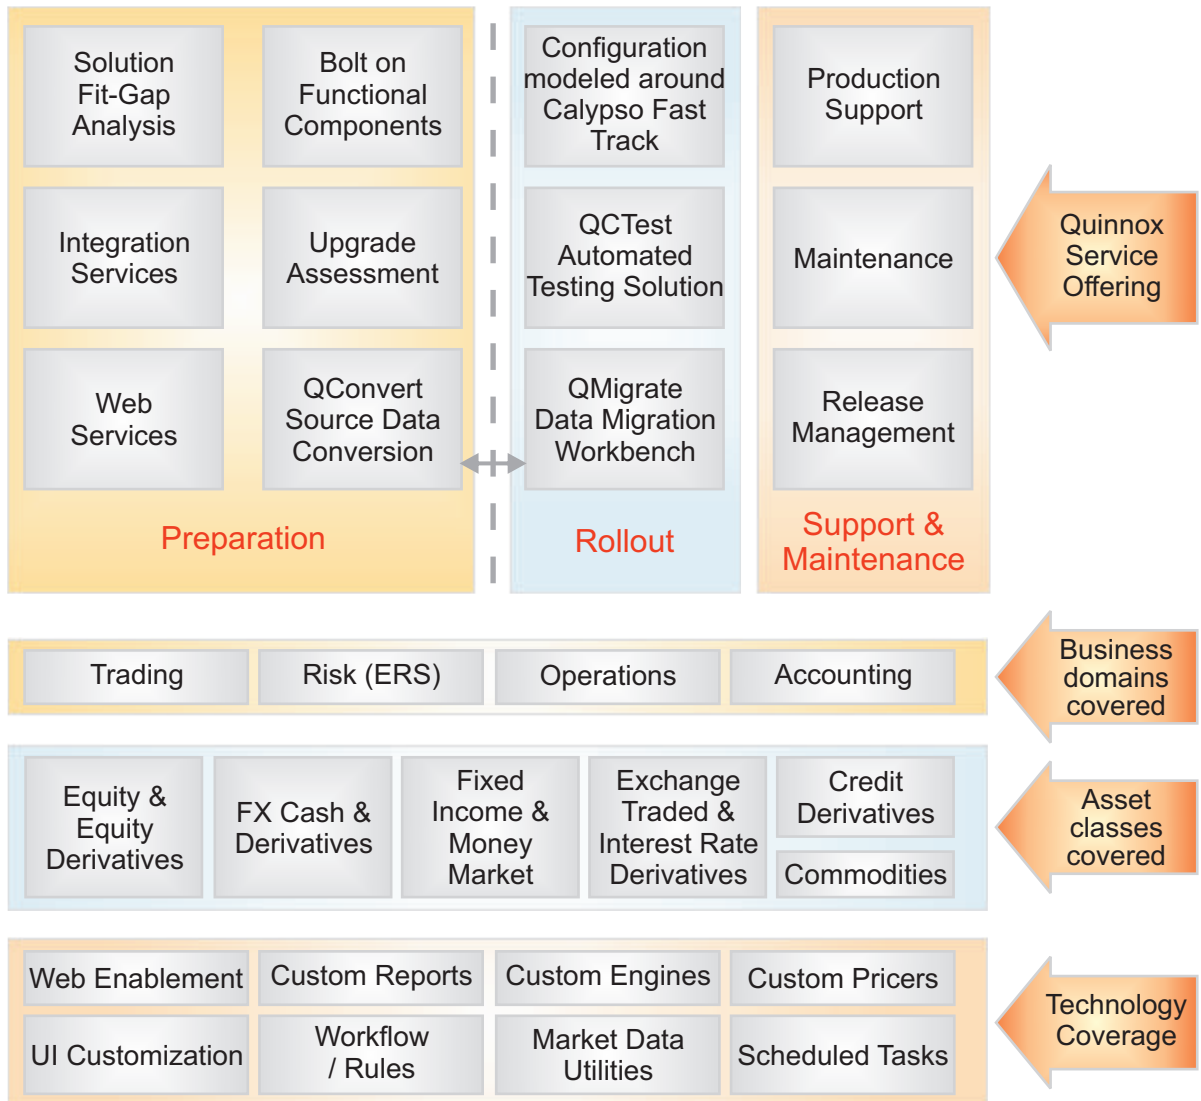 Solution
Fit-Gap
Analysis
Bolt on
Functional
Components
Integration
Services
Upgrade
Assessment
Web
Services
QConvert
Source Data
Conversion
Preparation
Configuration
modeled around
Calypso Fast
Track
QCTest
Automated
Testing Solution
QMigrate
Data Migration
Workbench
Rollout
Production
Support
Maintenance
Release
Management
Support &
Maintenance
Quinnox
Service
Offering
Trading
Risk (ERS)
Operations
Accounting
Business
domains
covered
Equity &
Equity
Derivatives
FX Cash &
Derivatives
Fixed
Income &
Money
Market
Exchange
Traded &
Interest Rate
Derivatives
Credit
Derivatives
Commodities
Asset
classes
covered
Web Enablement
Custom Reports
Custom Engines
Custom Pricers
UI Customization
Workflow
/ Rules
Market Data
Utilities
Scheduled Tasks
Technology
Coverage